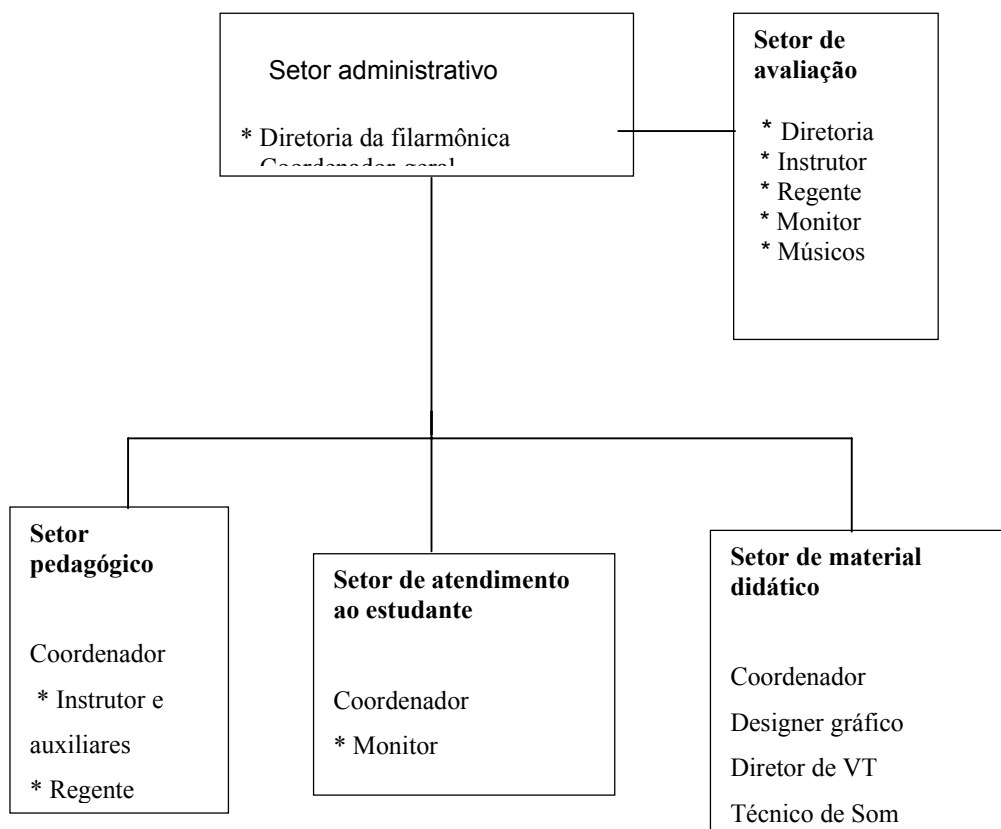 Setor administrativo
* Diretoria da filarmônica
Coordenador geral
Setor de
avaliação
* Diretoria
* Instrutor
* Regente
* Monitor
* Músicos
Setor
pedagógico
Coordenador
* Instrutor e
auxiliares
* Regente
Setor de atendimento
ao estudante
Coordenador
* Monitor
Setor de material
didático
Coordenador
Designer gráfico
Diretor de VT
Técnico de Som